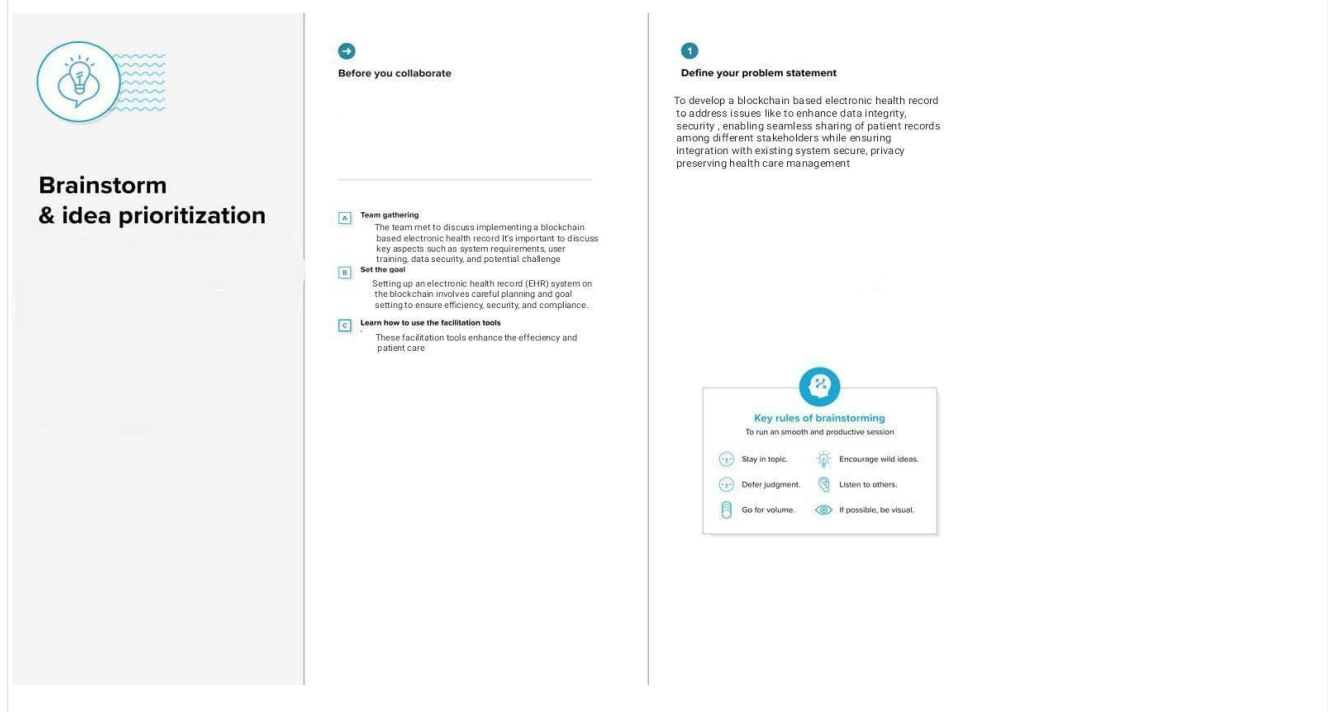 Brainstorm
& idea prioritization
Before you collaborate
A
Team gathering
The team met to discuss implementing a blockchain
based electronic health record It's important to discuss
key aspects such as system requirements, user
training, data security, and potential challenge
B
Set the goal
Setting up an electronic health record (EHR) system on
the blockchain involves careful planning and goal
setting to ensure efficiency, security, and compliance.
C
Learn how to use the facilitation tools
These facilitation tools enhance the effeciency and
patient care
1
Define your problem statement
To develop a blockchain based electronic health record
to address issues like to enhance data integrity,
security , enabling seamless sharing of patient records
among different stakeholders while ensuring
integration with existing system secure, privacy
preserving health care management
Key rules of brainstorming
To run an smooth and productive session
Stay in topic.
Encourage wild ideas.
Defer judgment.
Listen to others.
Go for volume.
If possible, be visual.